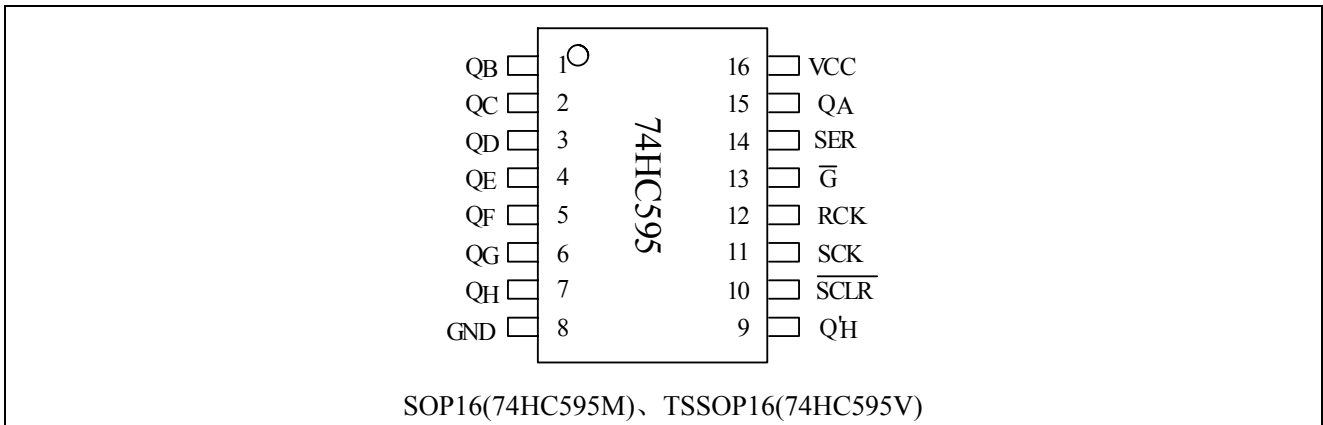 QB 1 16 VCC
QC 2 15 QA
QD 3 14 SER
QE 4 13 G̅
QF 5 12 RCK
QG 6 11 SCK
QH 7 10 S̅C̅L̅R̅
GND 8 9 Q'H
74HC595
SOP16(74HC595M)、TSSOP16(74HC595V)